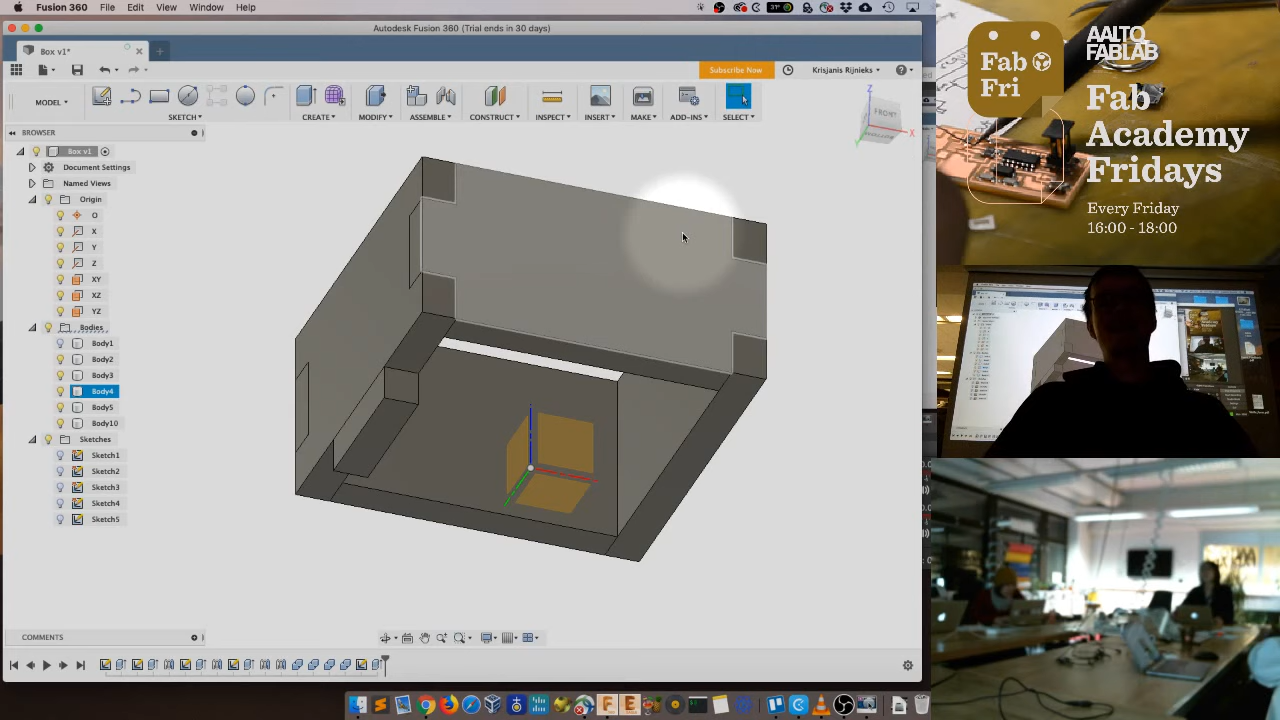 Fusion 360 File Edit View Window Help
Autodesk Fusion 360 (Trial ends in 30 days)
Box v1*
Subscribe Now
Krisjanis Rijnieks
MODEL
SKETCH
CREATE
MODIFY
ASSEMBLE
CONSTRUCT
INSPECT
INSERT
MAKE
ADD-INS
SELECT
BROWSER
Box v1
Document Settings
Named Views
Origin
O
X
Y
Z
XY
XZ
YZ
Bodies
Body1
Body2
Body3
Body4
Body5
Body10
Sketches
Sketch1
Sketch2
Sketch3
Sketch4
Sketch5
Z
FRONT
X
Y
COMMENTS
Fab
Fri
AALTO
FABLAB
Fab
Academy
Fridays
Every Friday
16:00 - 18:00